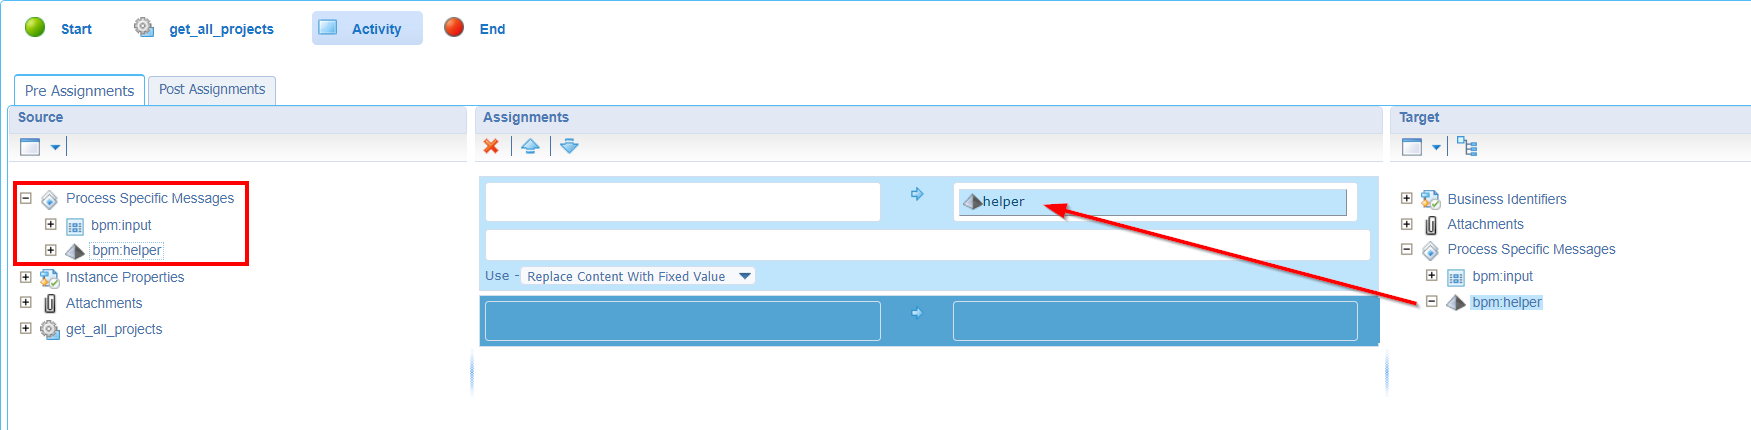 Start
get_all_projects
Activity
End
Pre Assignments
Post Assignments
Source
Process Specific Messages
bpm:input
bpm:helper
Instance Properties
Attachments
get_all_projects
Assignments
helper
Use - Replace Content With Fixed Value
Target
Business Identifiers
Attachments
Process Specific Messages
bpm:input
bpm:helper